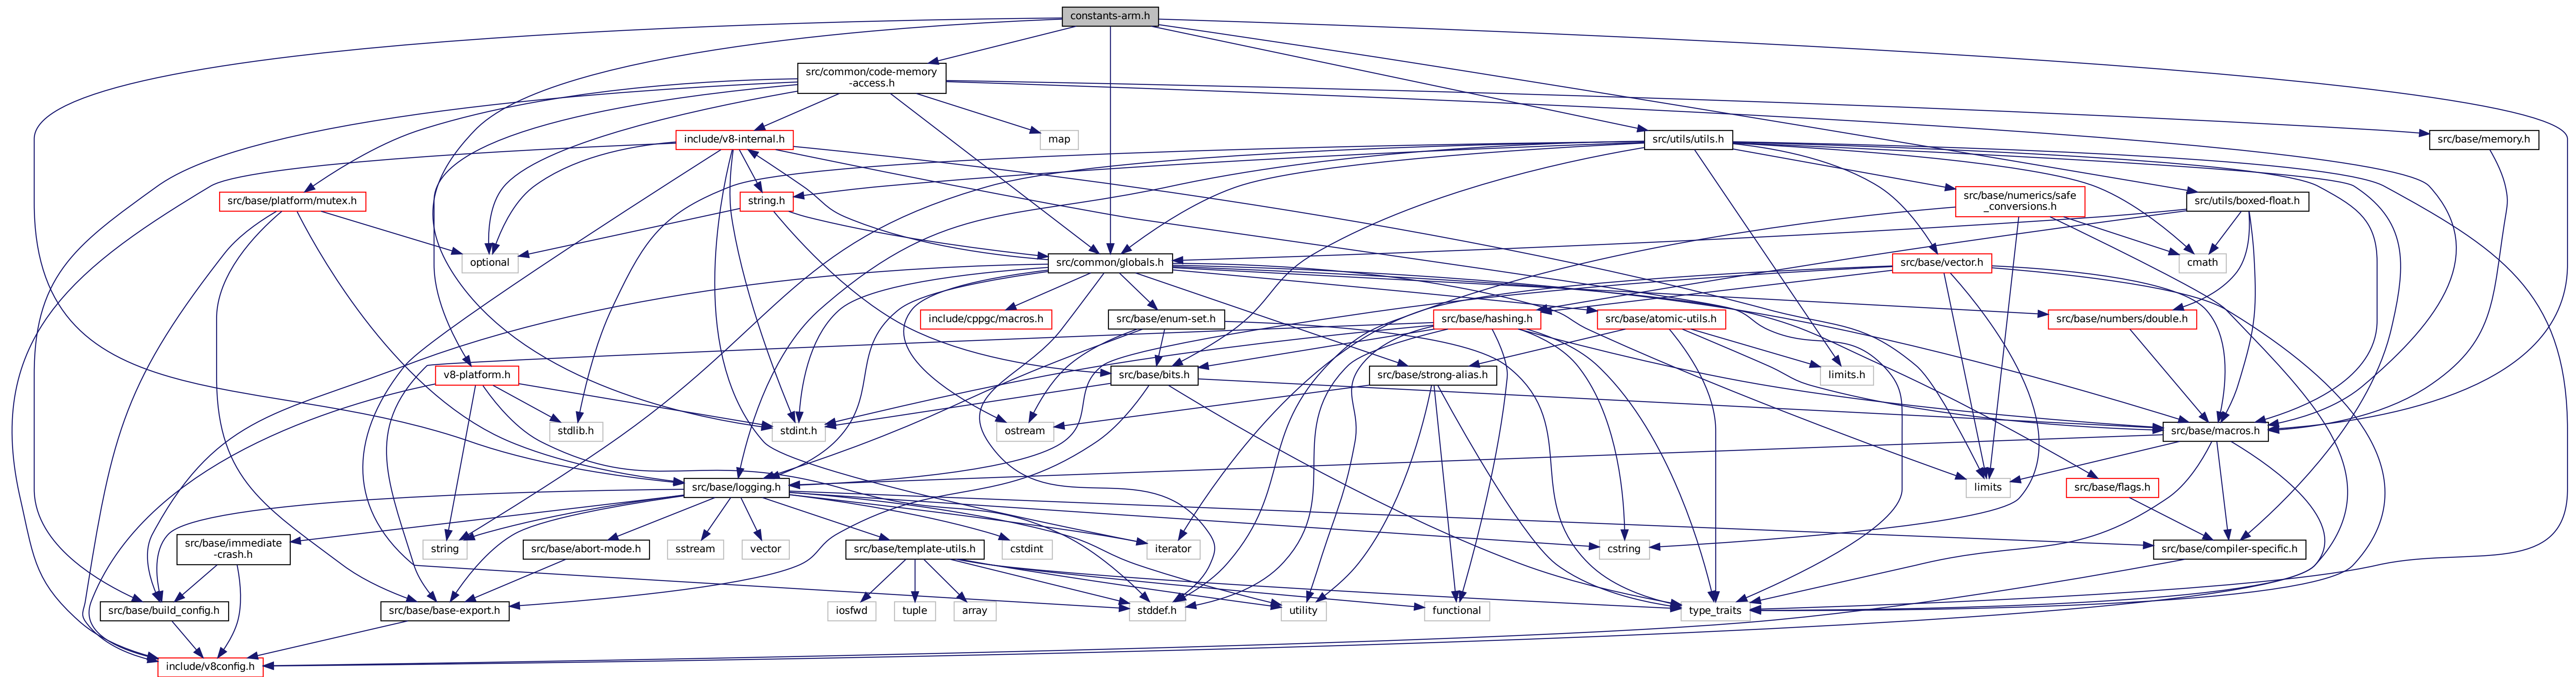 constants-arm.h
src/common/code-memory
-access.h
include/v8-internal.h
map
src/utils/utils.h
src/base/memory.h
src/base/platform/mutex.h
string.h
src/base/numerics/safe
_conversions.h
src/utils/boxed-float.h
optional
src/common/globals.h
src/base/vector.h
cmath
include/cppgc/macros.h
src/base/enum-set.h
src/base/hashing.h
src/base/atomic-utils.h
src/base/numbers/double.h
v8-platform.h
src/base/bits.h
src/base/strong-alias.h
limits.h
stdlib.h
stdint.h
ostream
src/base/macros.h
src/base/logging.h
limits
src/base/flags.h
src/base/immediate
-crash.h
string
src/base/abort-mode.h
sstream
vector
src/base/template-utils.h
cstdint
iterator
cstring
src/base/compiler-specific.h
src/base/build_config.h
src/base/base-export.h
iosfwd
tuple
array
stddef.h
utility
functional
type_traits
include/v8config.h